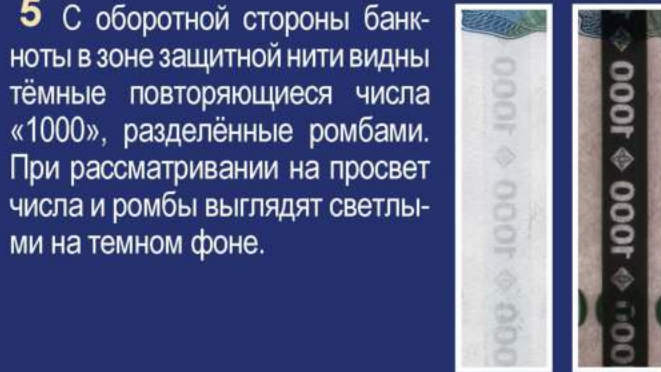 5 С оборотной стороны банк-
ноты в зоне защитной нити видны
тёмные повторяющиеся числа
«1000», разделённые ромбами.
При рассматривании на просвет
числа и ромбы выглядят светлы-
ми на темном фоне.
1000 1000 1000
1000 1000 1000